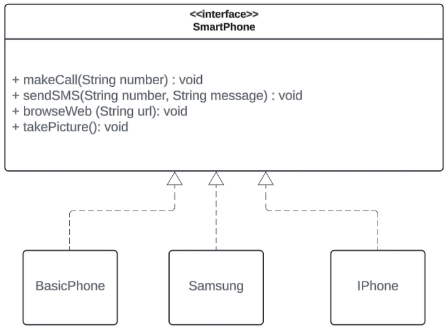 <<interface>>
SmartPhone
+ makeCall(String number) : void
+ sendSMS(String number, String message) : void
+ browseWeb (String url): void
+ takePicture(): void
BasicPhone
Samsung
IPhone